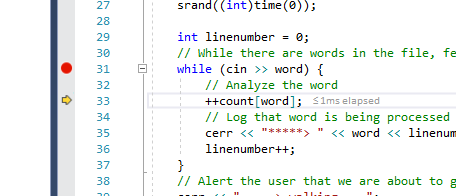 27 srand((int)time(0));
28
29 int linenumber = 0;
30 // While there are words in the file, fe
31 while (cin >> word) {
32 // Analyze the word
33 ++count[word]; ≤1ms elapsed
34 // Log that word is being processed
35 cerr << "*****> " << word << linenum
36 linenumber++;
37 }
38 // Alert the user that we are about to g